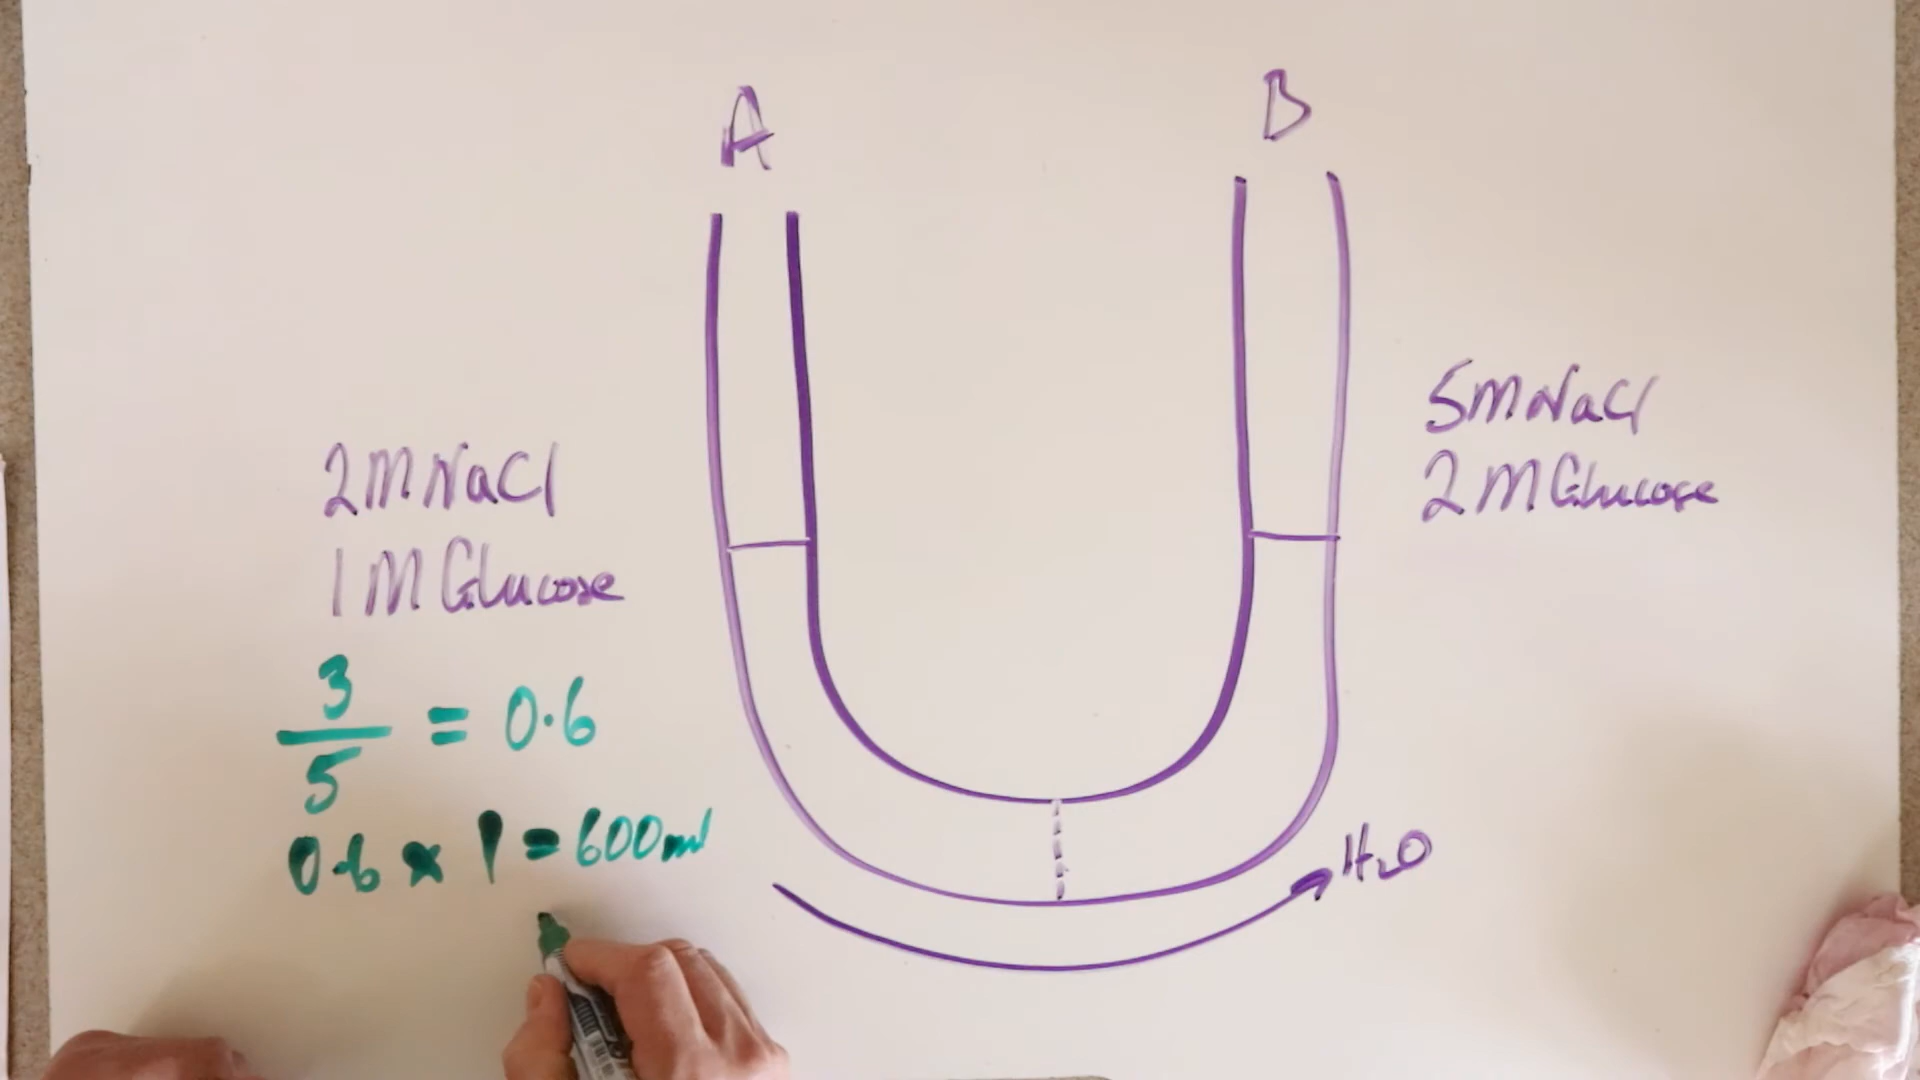 A
B
2M NaCl
1M Glucose
5M NaCl
2M Glucose
3
5
= 0.6
0.6 x 1 = 600ml
H2O